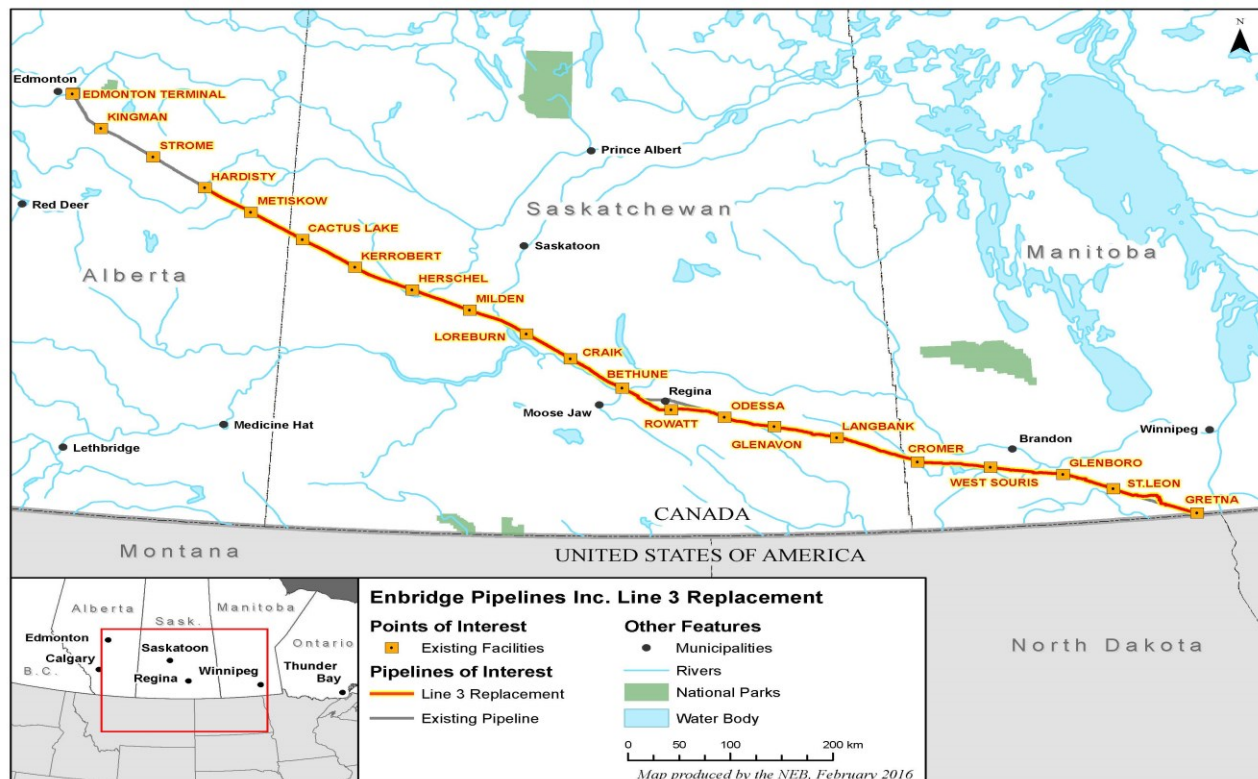 N
Edmonton
EDMONTON TERMINAL
KINGMAN
STROME
Prince Albert
HARDISTY
Red Deer
METISKOW
Saskatchewan
CACTUS LAKE
Saskatoon
Manitoba
Alberta
KERROBERT
HERSCHEL
MILDEN
LOREBURN
CRAIK
BETHUNE
Regina
Moose Jaw
ODESSA
ROWATT
Medicine Hat
LANGBANK
Winnipeg
GLENAVON
Brandon
Lethbridge
CROMER
GLENBORO
WEST SOURIS
ST.LEON
GRETNA
CANADA
Montana
UNITED STATES OF AMERICA
North Dakota
Alberta
Manitoba
Sask.
Edmonton
Ontario
Saskatoon
Calgary
B.C.
Regina
Winnipeg
Thunder
Bay
Enbridge Pipelines Inc. Line 3 Replacement
Points of Interest
Existing Facilities
Pipelines of Interest
Line 3 Replacement
Existing Pipeline
Other Features
Municipalities
Rivers
National Parks
Water Body
0 50 100 200 km
Map produced by the NEB, February 2016